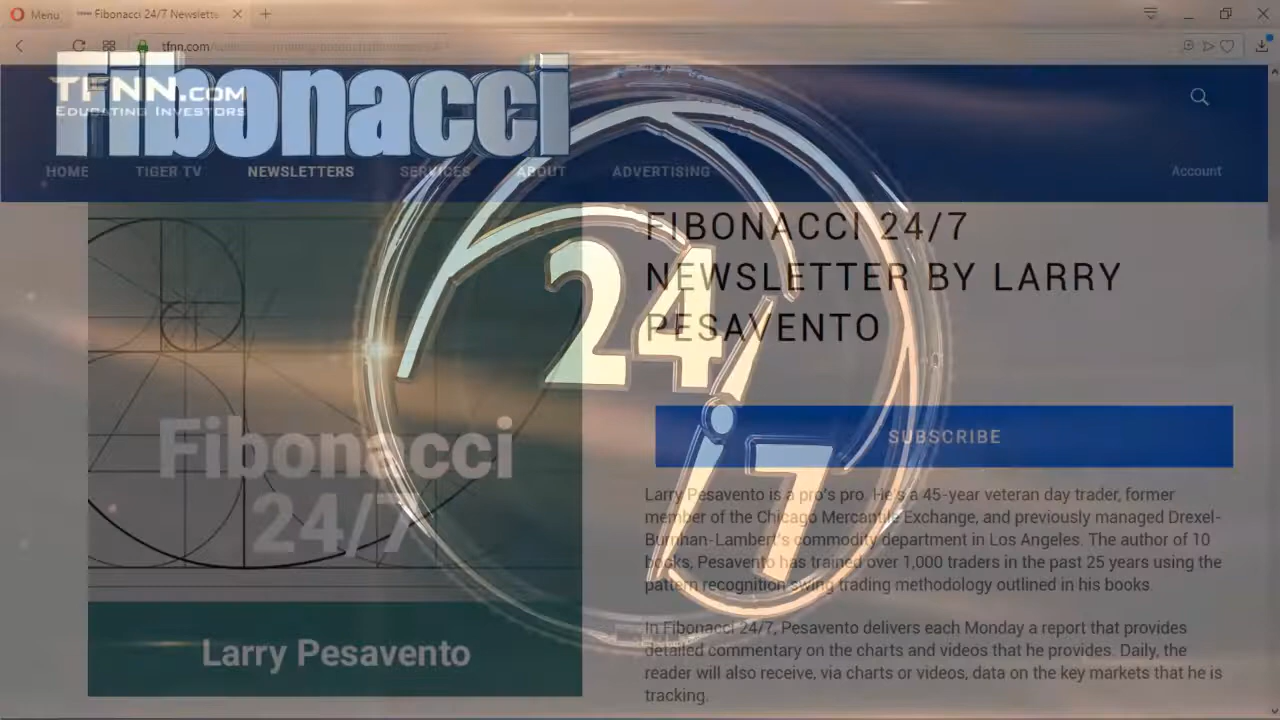 Menu
Fibonacci 24/7 Newslette
tfnn.com/
Fibonacci
TFNN.COM
EDUCATING INVESTORS
HOME TIGER TV NEWSLETTERS SERVICES ABOUT ADVERTISING Account
24
7
Fibonacci
24/7
Larry Pesavento
FIBONACCI 24/7
NEWSLETTER BY LARRY
PESAVENTO
SUBSCRIBE
Larry Pesavento is a pro's pro. He's a 45-year veteran day trader, former
member of the Chicago Mercantile Exchange, and previously managed Drexel-
Burnhan-Lambert's commodity department in Los Angeles. The author of 10
books, Pesavento has trained over 1,000 traders in the past 25 years using the
pattern recognition swing trading methodology outlined in his books.
In Fibonacci 24/7, Pesavento delivers each Monday a report that provides
detailed commentary on the charts and videos that he provides. Daily, the
reader will also receive, via charts or videos, data on the key markets that he is
tracking.